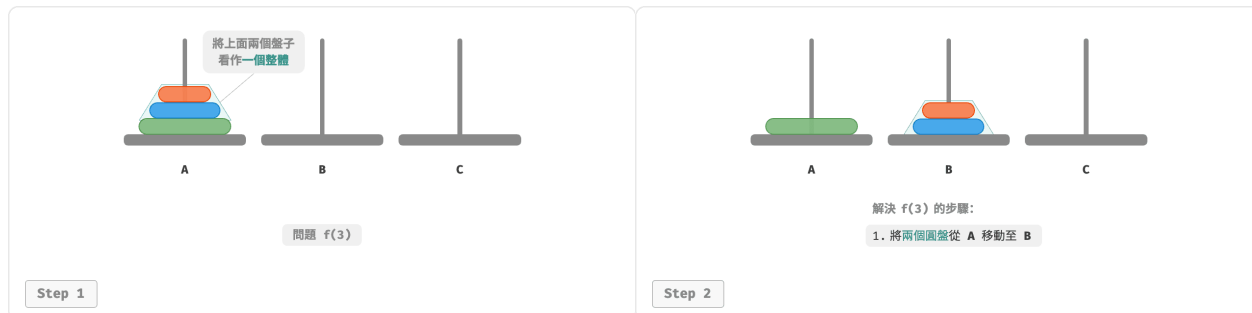 將上面兩個盤子
看作一個整體
A
B
C
問題 f(3)
Step 1
A
B
C
解決 f(3) 的步驟：
1. 將兩個圓盤從 A 移動至 B
Step 2